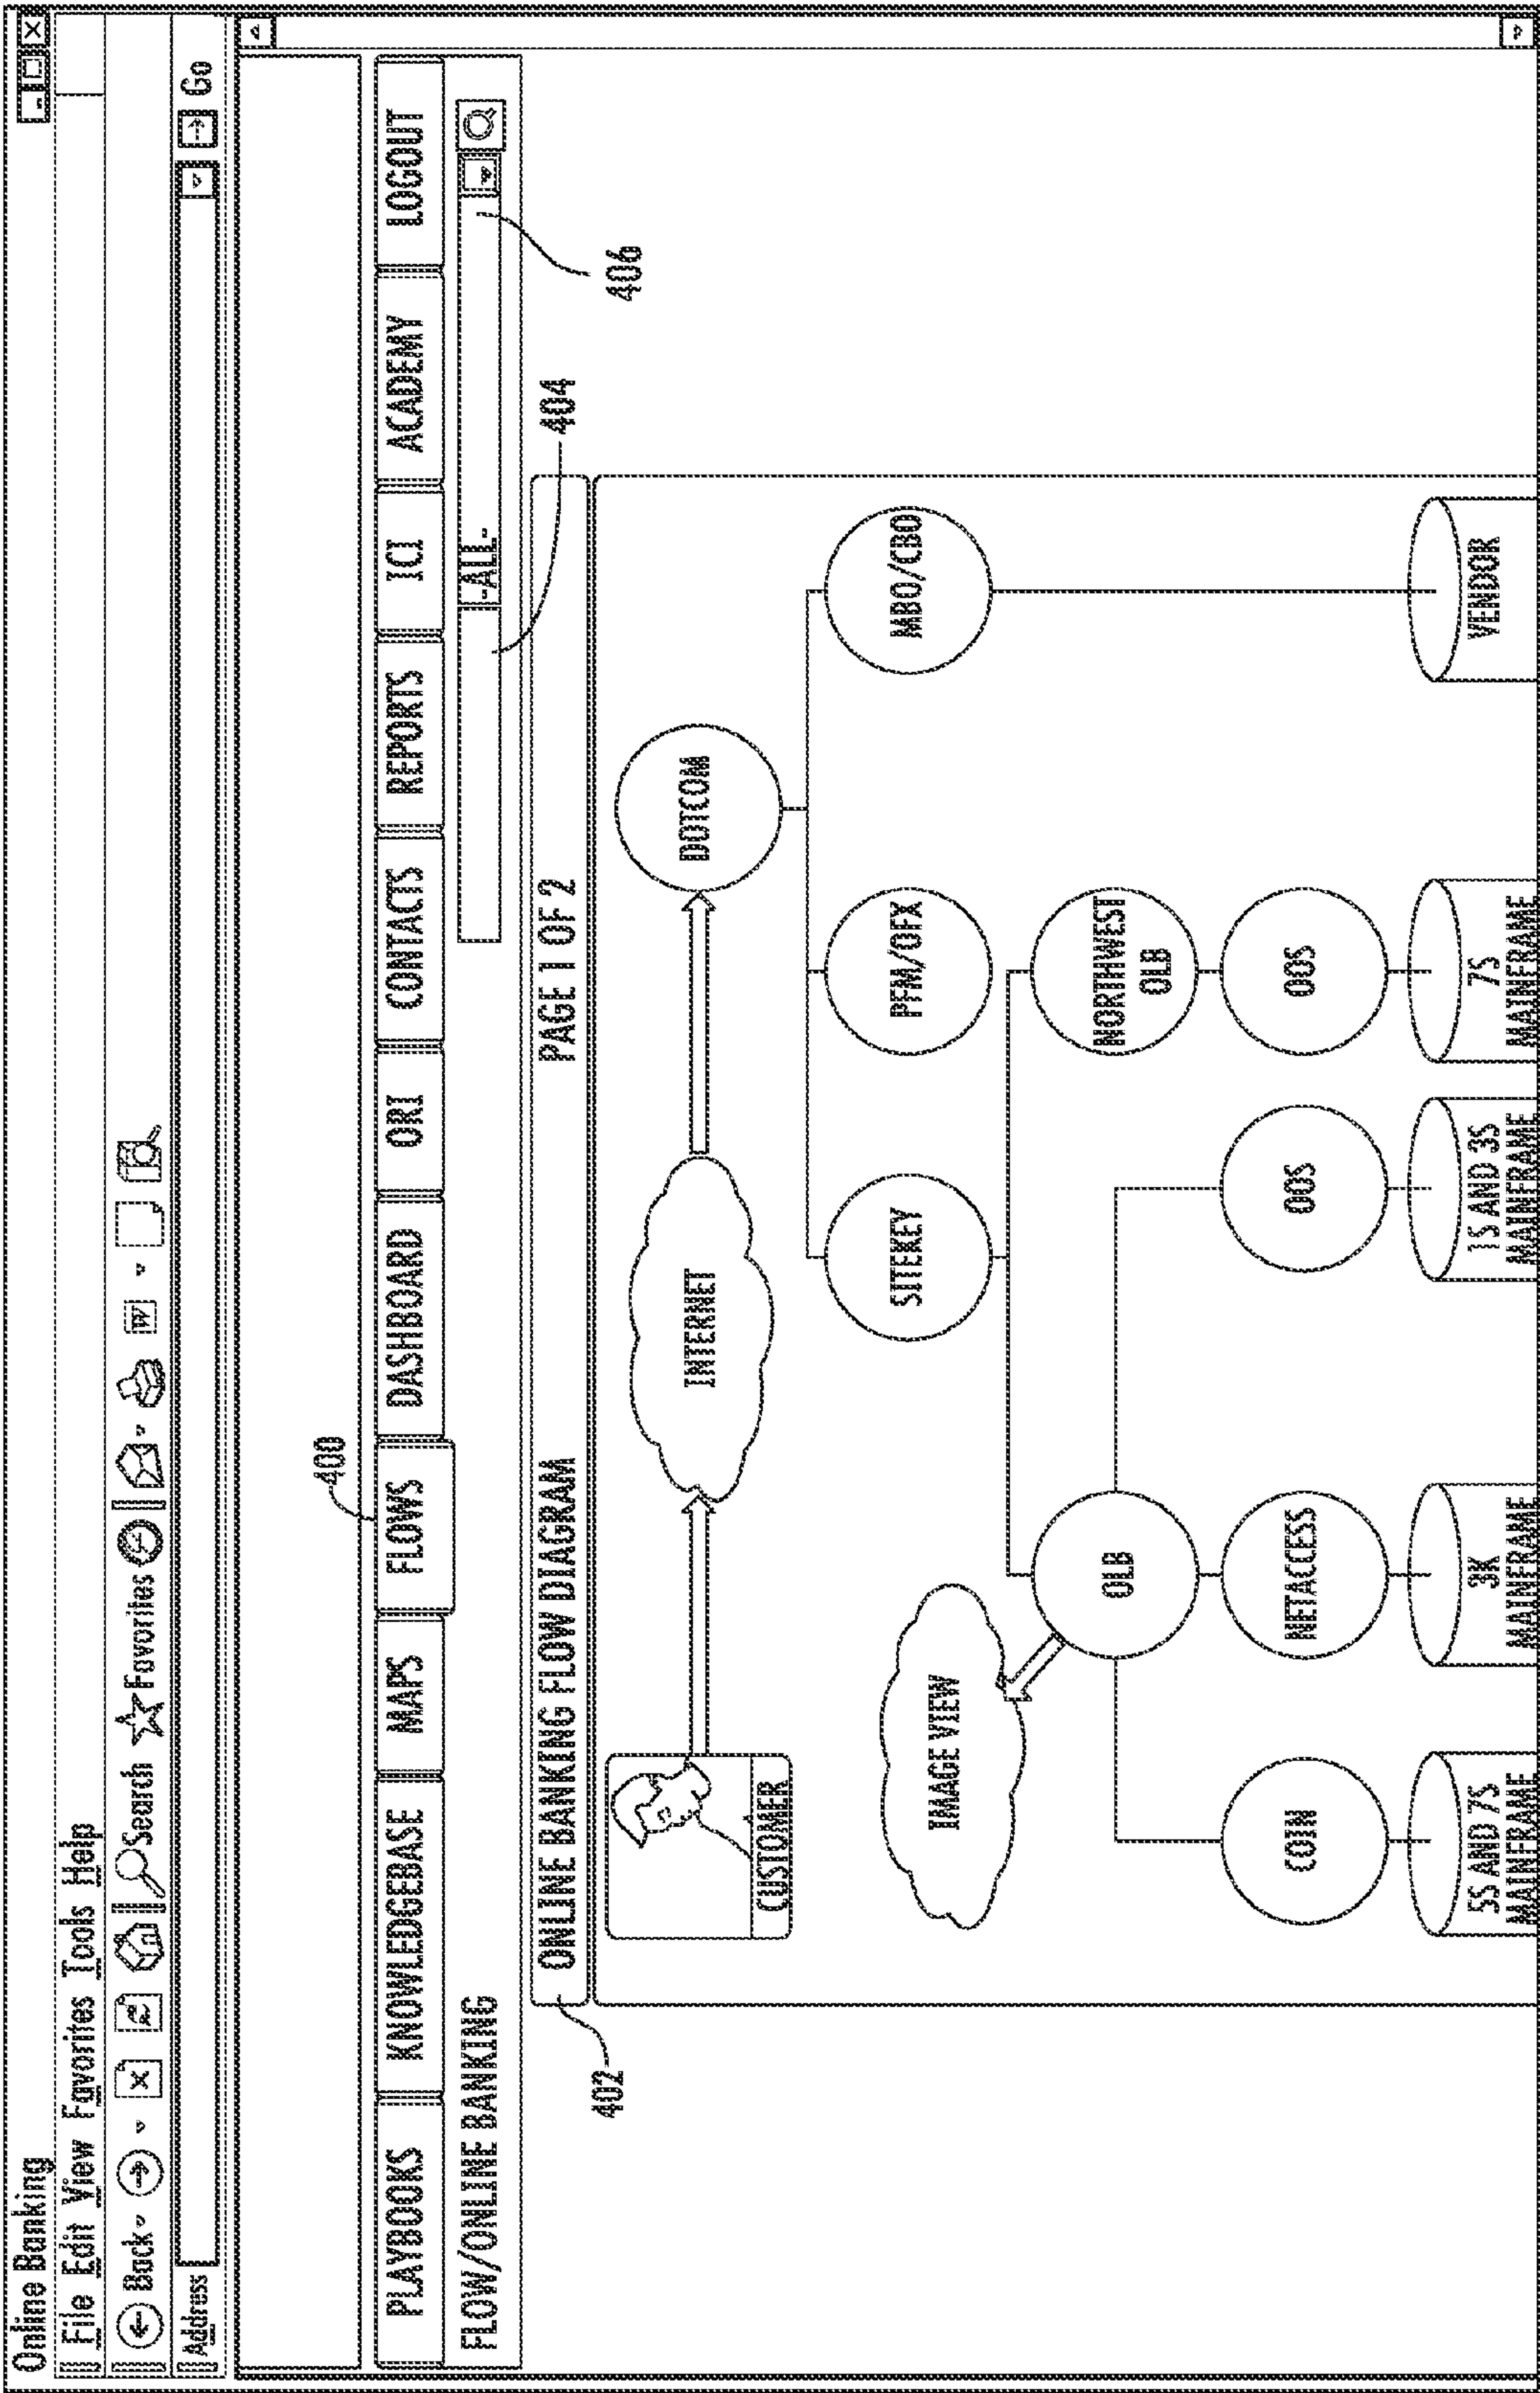 Online Banking
File Edit View Favorites Tools Help
Back Search Favorites W
Address Go
400
PLAYBOOKS KNOWLEDGEBASE MAPS FLOWS DASHBOARD ORI CONTACTS REPORTS ICI ACADEMY LOGOUT
FLOW/ONLINE BANKING -ALL-
402 ONLINE BANKING FLOW DIAGRAM PAGE 1 OF 2 404 406
CUSTOMER
INTERNET
DOTCOM
IMAGE VIEW
SITEKEY
PFM/OFX
MBO/CBO
OLB
NORTHWEST
OLB
COIN
NETACCESS
OOS
OOS
5S AND 7S
MAINFRAME
3K
MAINFRAME
1S AND 3S
MAINFRAME
7S
MAINFRAME
VENDOR